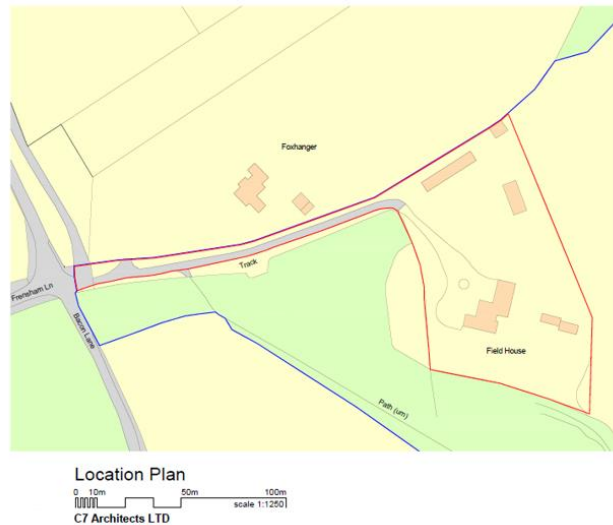 Foxhanger
Track
Frensham Ln
Bacon Lane
Field House
Path (um)
Location Plan
0 10m 50m 100m
scale 1:1250
C7 Architects LTD